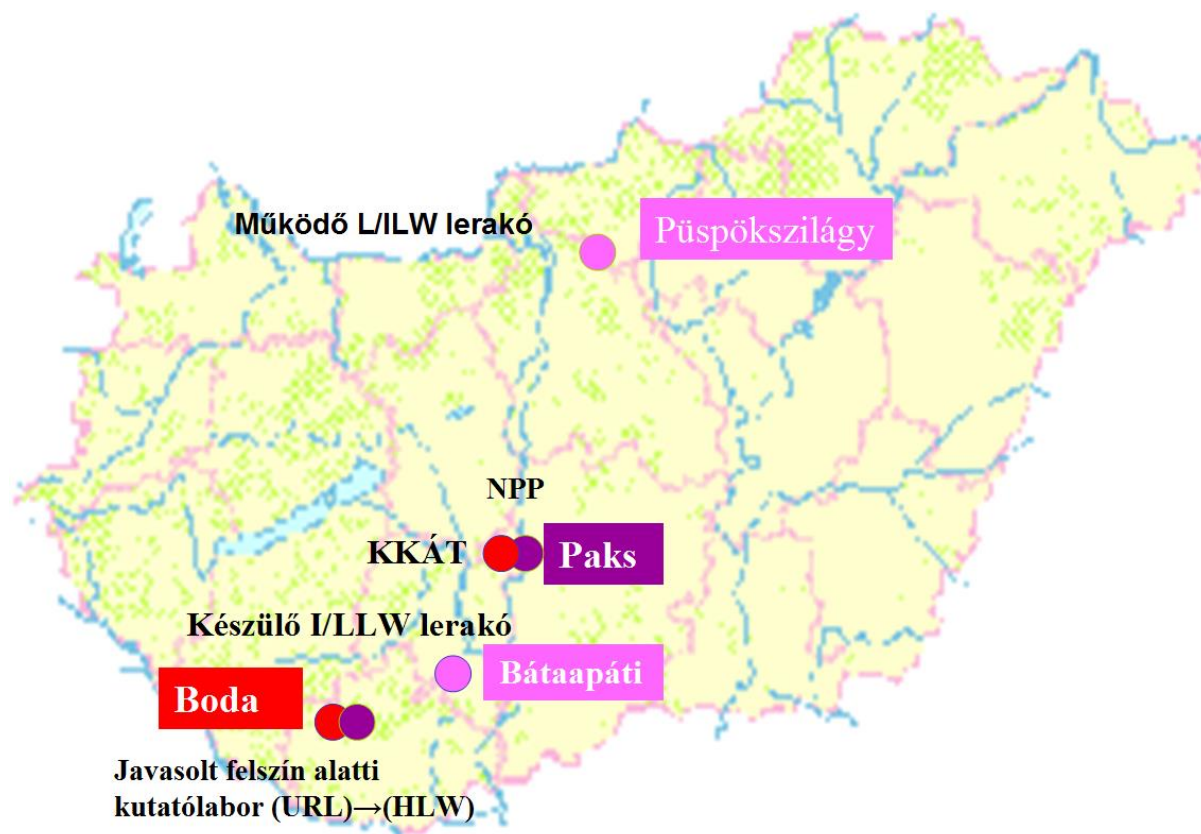 Működő L/ILW lerakó
Püspökszilágy
NPP
KKÁT
Paks
Készülő I/LLW lerakó
Bátaapáti
Boda
Javasolt felszín alatti
kutatólabor (URL)→(HLW)